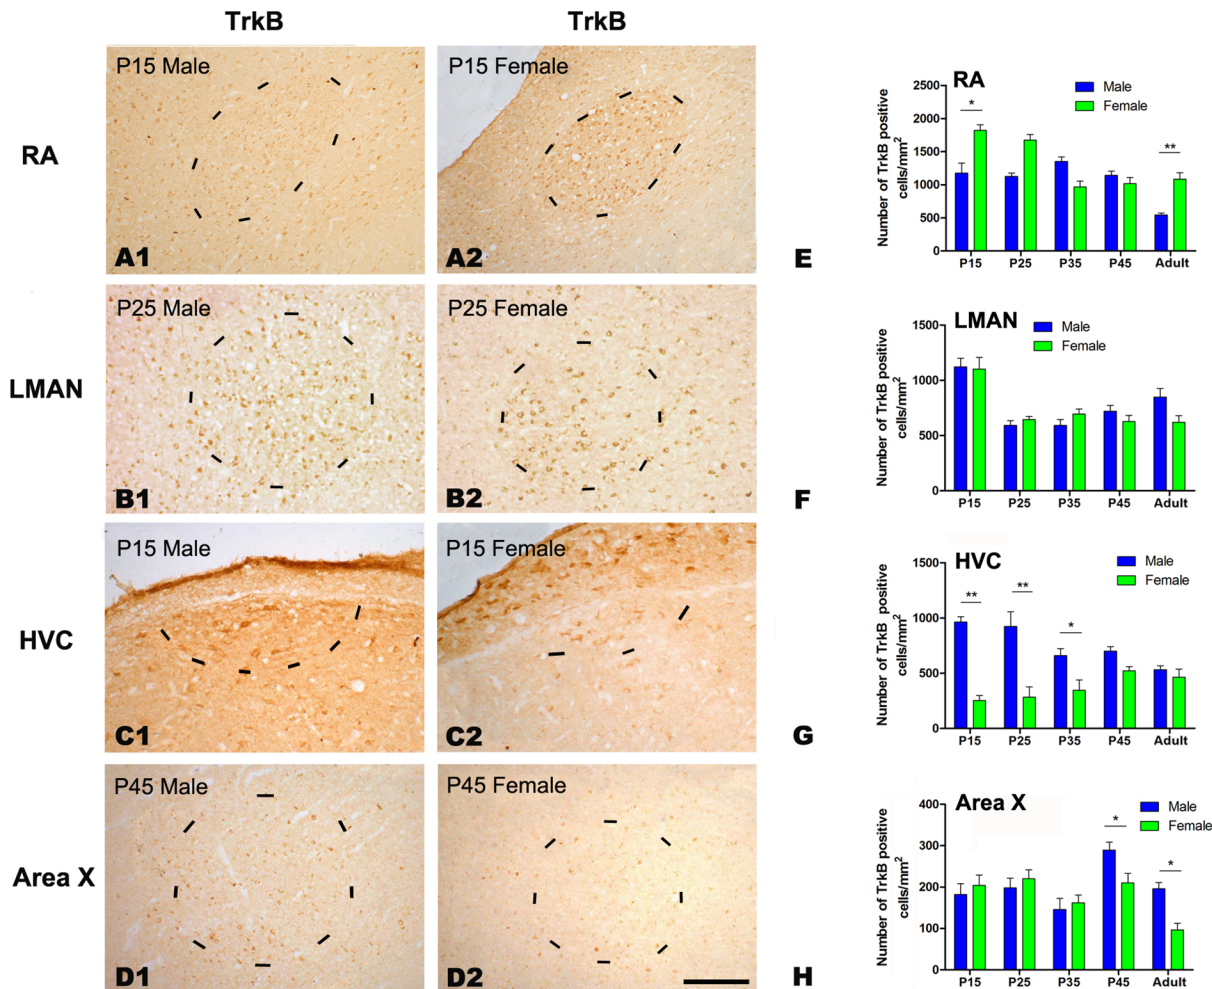 TrkB
TrkB
RA
P15 Male
A1
P15 Female
A2
E
RA
Male
Female
Number of TrkB positive
cells/mm2
2500
2000
1500
1000
500
0
*
**
P15 P25 P35 P45 Adult
LMAN
P25 Male
B1
P25 Female
B2
F
LMAN
Male
Female
Number of TrkB positive
cells/mm2
1500
1000
500
0
P15 P25 P35 P45 Adult
HVC
P15 Male
C1
P15 Female
C2
G
HVC
Male
Female
Number of TrkB positive
cells/mm2
1500
1000
500
0
**
**
*
P15 P25 P35 P45 Adult
Area X
P45 Male
D1
P45 Female
D2
H
Area X
Male
Female
Number of TrkB positive
cells/mm2
400
300
200
100
0
*
*
P15 P25 P35 P45 Adult